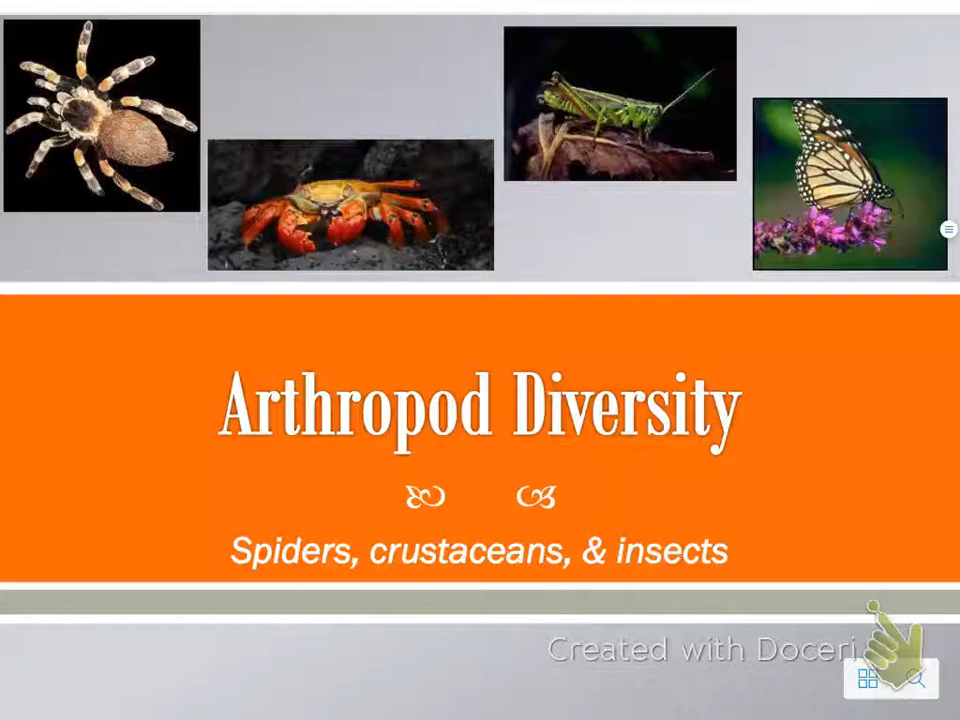 Arthropod Diversity
Spiders, crustaceans, & insects
Created with Doceri